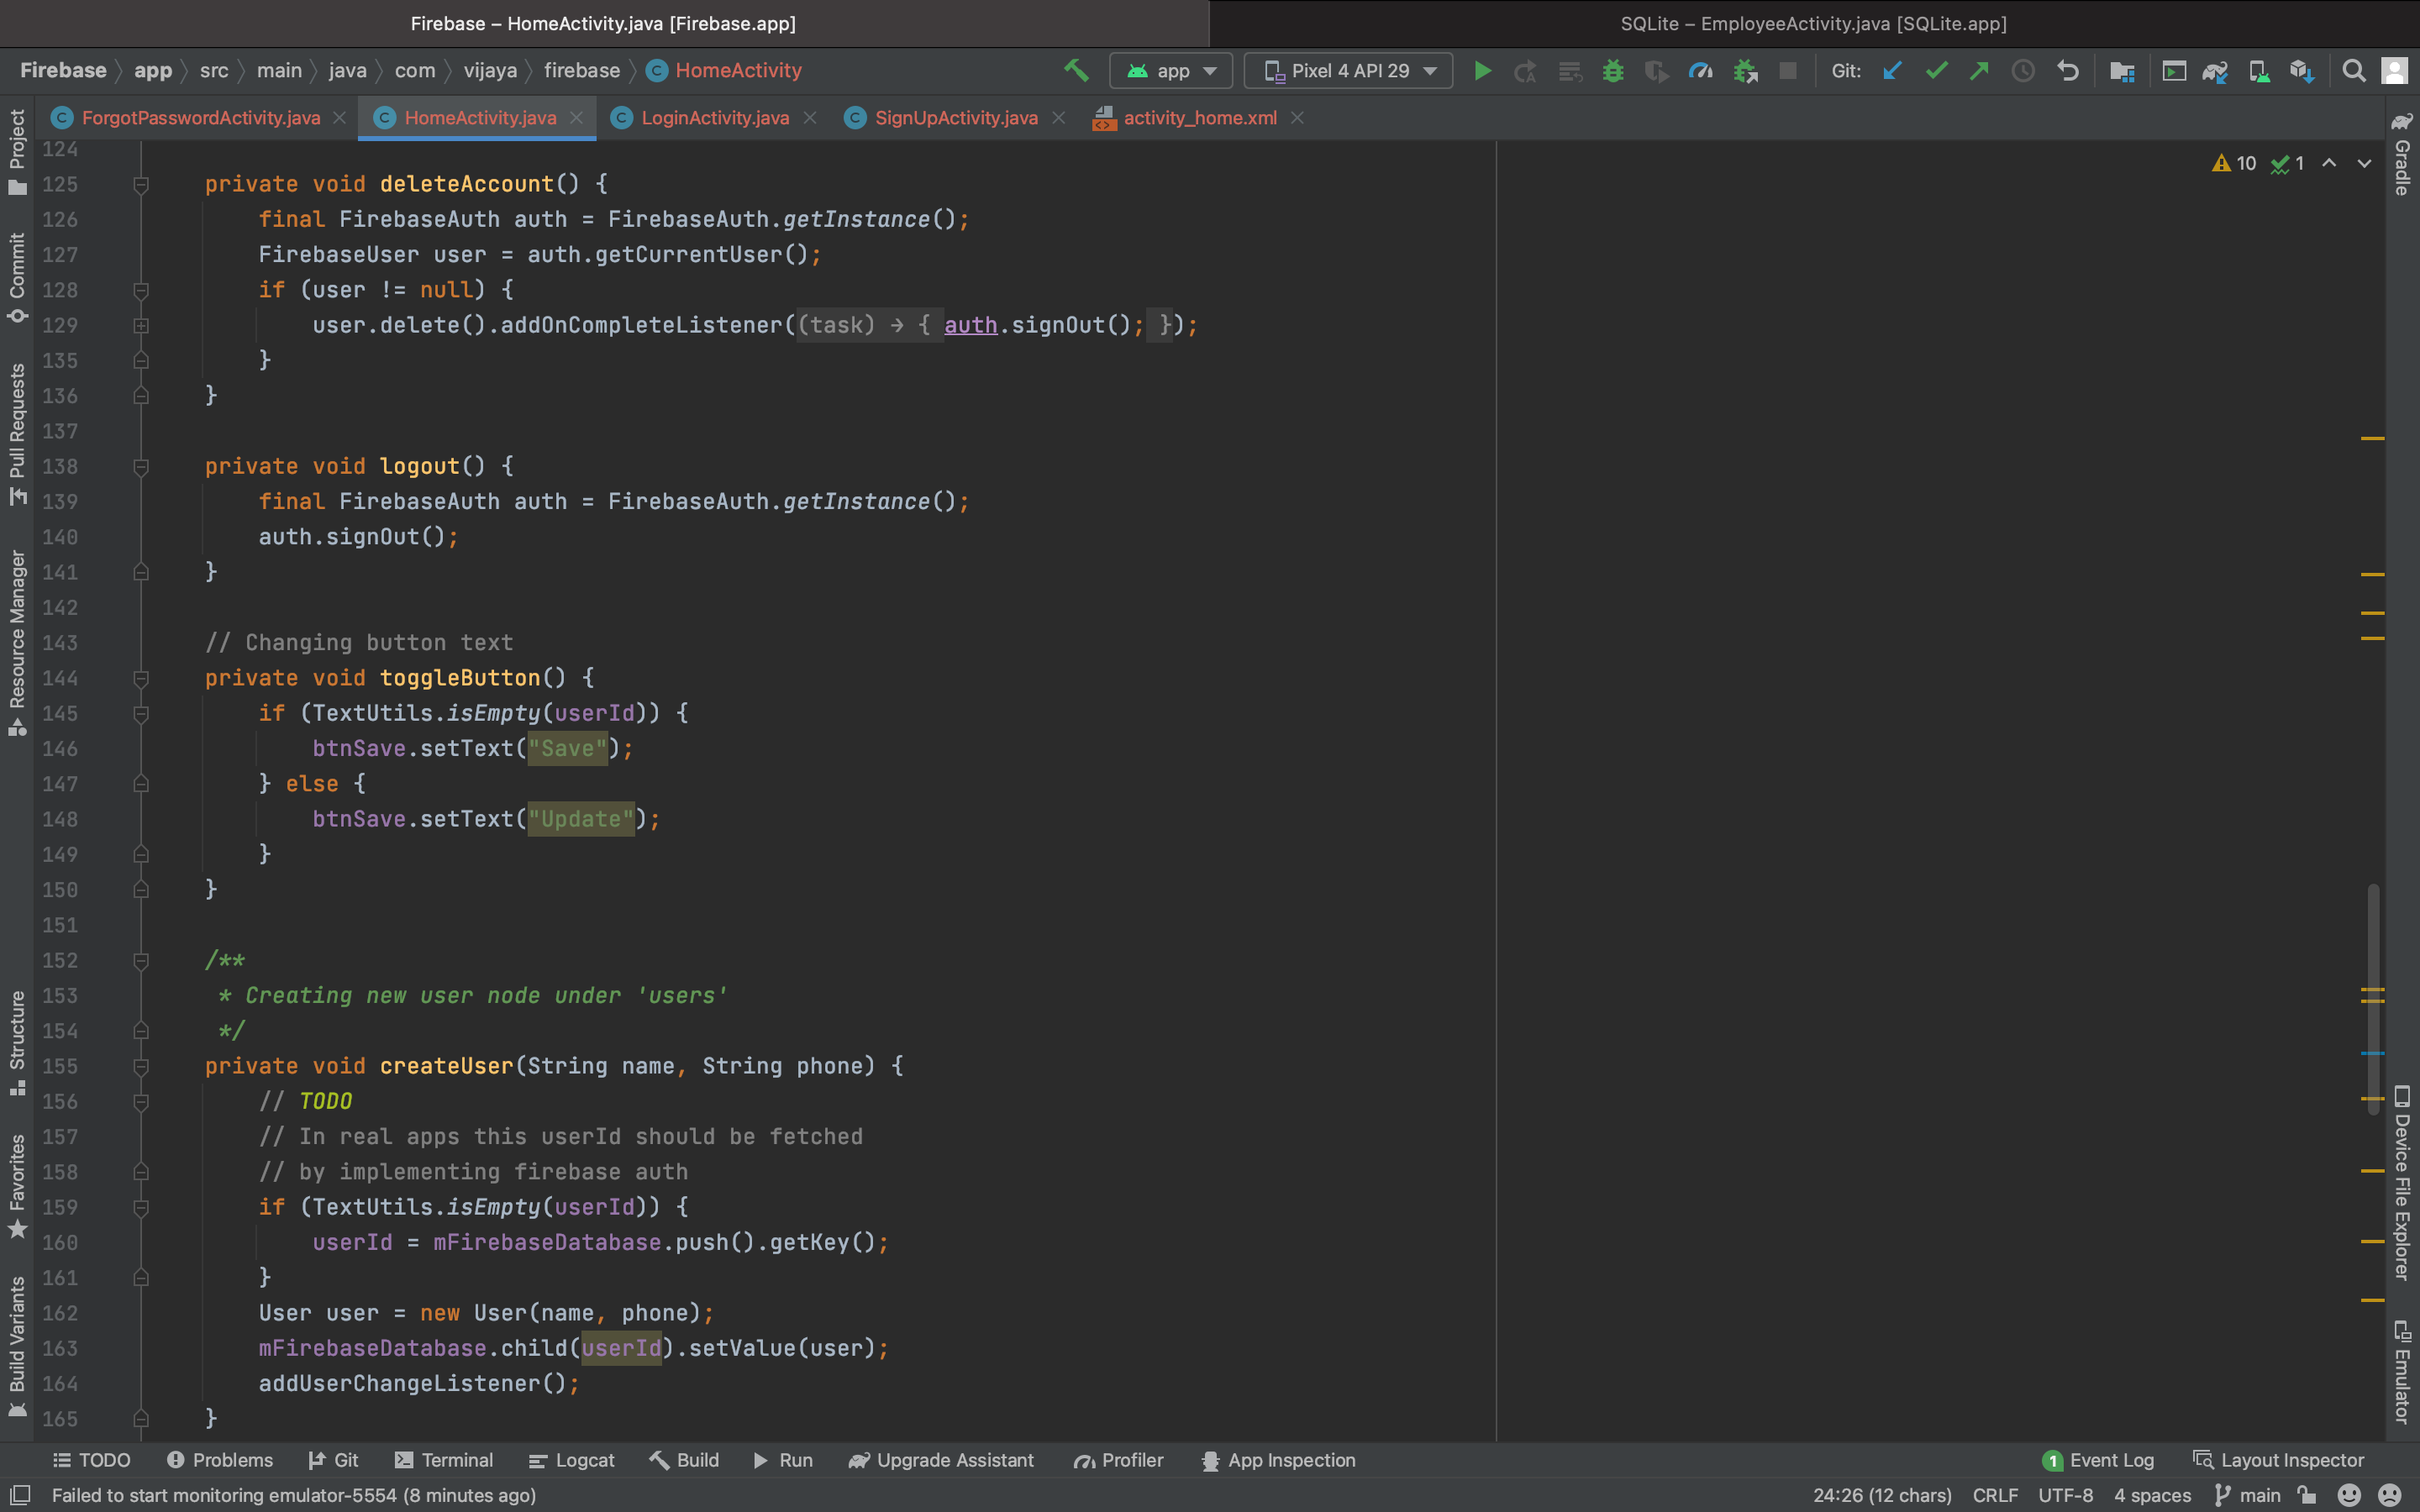 Firebase – HomeActivity.java [Firebase.app]
SQLite – EmployeeActivity.java [SQLite.app]
Firebase app src main java com vijaya firebase HomeActivity
app Pixel 4 API 29 Git:
ForgotPasswordActivity.java HomeActivity.java LoginActivity.java SignUpActivity.java activity_home.xml
10 1
124
125 private void deleteAccount() {
126 final FirebaseAuth auth = FirebaseAuth.getInstance();
127 FirebaseUser user = auth.getCurrentUser();
128 if (user != null) {
129 user.delete().addOnCompleteListener((task) → { auth.signOut(); });
135 }
136 }
137
138 private void logout() {
139 final FirebaseAuth auth = FirebaseAuth.getInstance();
140 auth.signOut();
141 }
142
143 // Changing button text
144 private void toggleButton() {
145 if (TextUtils.isEmpty(userId)) {
146 btnSave.setText("Save");
147 } else {
148 btnSave.setText("Update");
149 }
150 }
151
152 /**
153 * Creating new user node under 'users'
154 */
155 private void createUser(String name, String phone) {
156 // TODO
157 // In real apps this userId should be fetched
158 // by implementing firebase auth
159 if (TextUtils.isEmpty(userId)) {
160 userId = mFirebaseDatabase.push().getKey();
161 }
162 User user = new User(name, phone);
163 mFirebaseDatabase.child(userId).setValue(user);
164 addUserChangeListener();
165 }
Project
Commit
Pull Requests
Resource Manager
Structure
Favorites
Build Variants
Gradle
Device File Explorer
Emulator
TODO Problems Git Terminal Logcat Build Run Upgrade Assistant Profiler App Inspection 1 Event Log Layout Inspector
Failed to start monitoring emulator-5554 (8 minutes ago) 24:26 (12 chars) CRLF UTF-8 4 spaces main